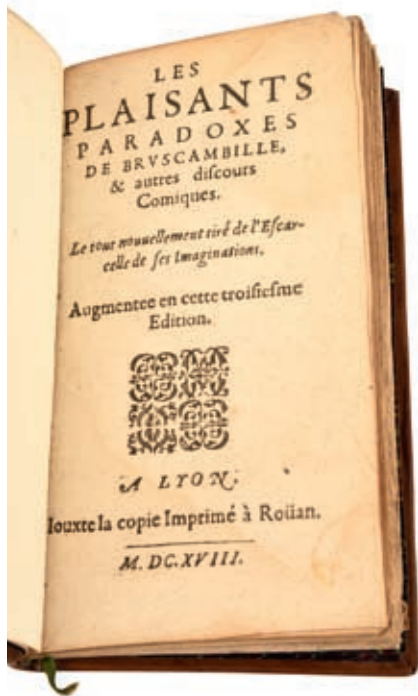 LES
PLAISANTS
PARADOXES
DE BRVSCAMBILLE,
& autres diſcours
Comiques.
Le tout nouuellement tiré de l'Eſcar-
celle de ſes Imaginations.
Augmentee en cette troiſieſme
Edition.
A LYON.
Iouxte la copie Imprimé à Roüan.
M. DC. XVIII.